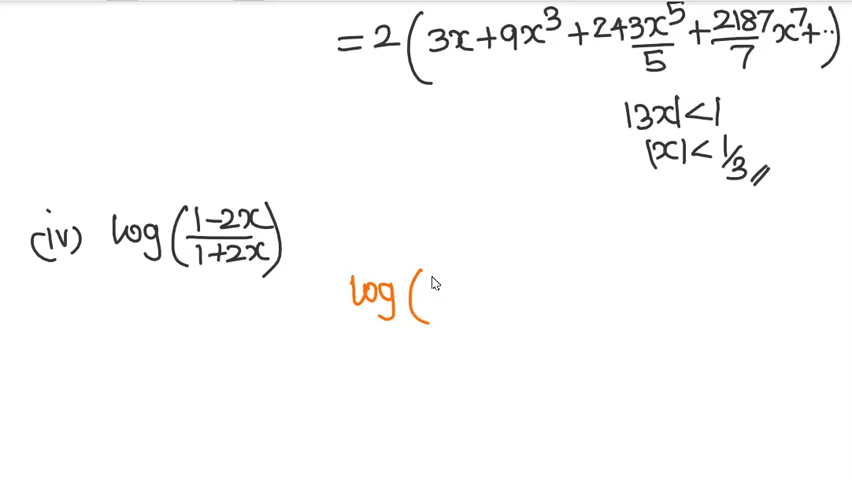 = 2 ( 3x + 9x³ + 243x⁵/5 + 2187/7 x⁷ + .. )
|3x| < 1
|x| < 1/3 //
(iv) log ( 1-2x / 1+2x )
log (